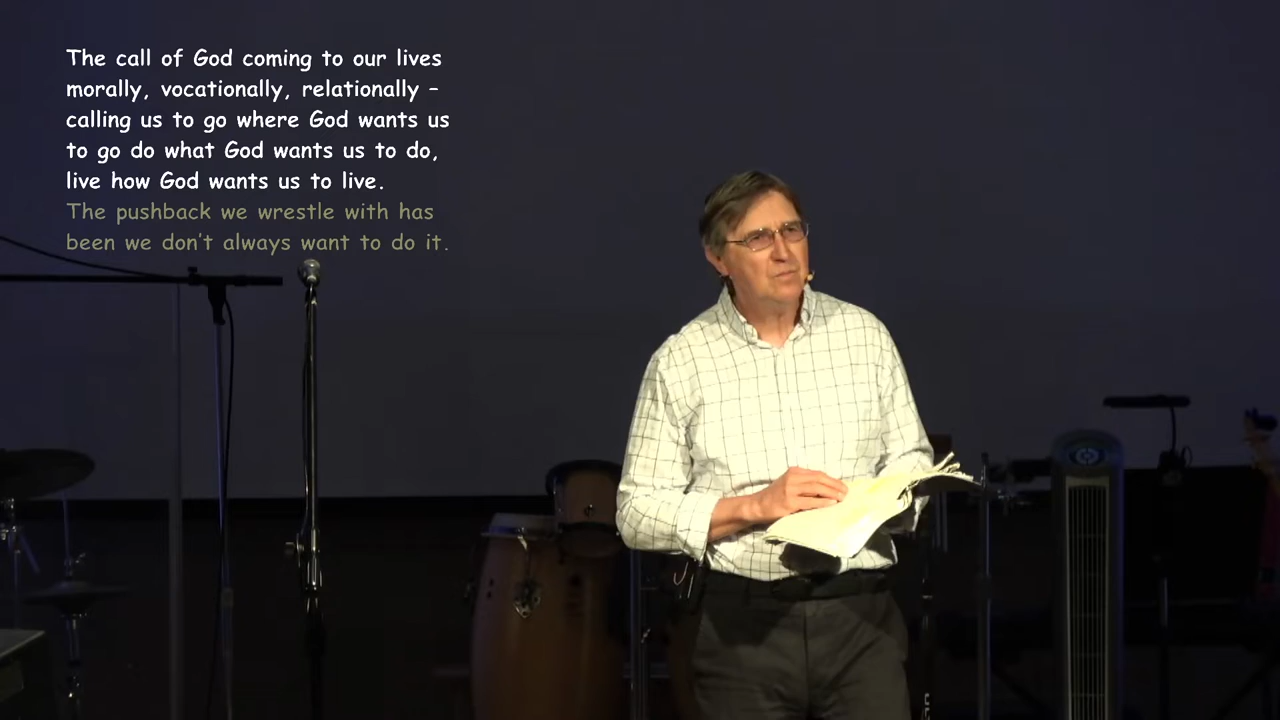 The call of God coming to our lives
morally, vocationally, relationally –
calling us to go where God wants us
to go do what God wants us to do,
live how God wants us to live.
The pushback we wrestle with has
been we don't always want to do it.